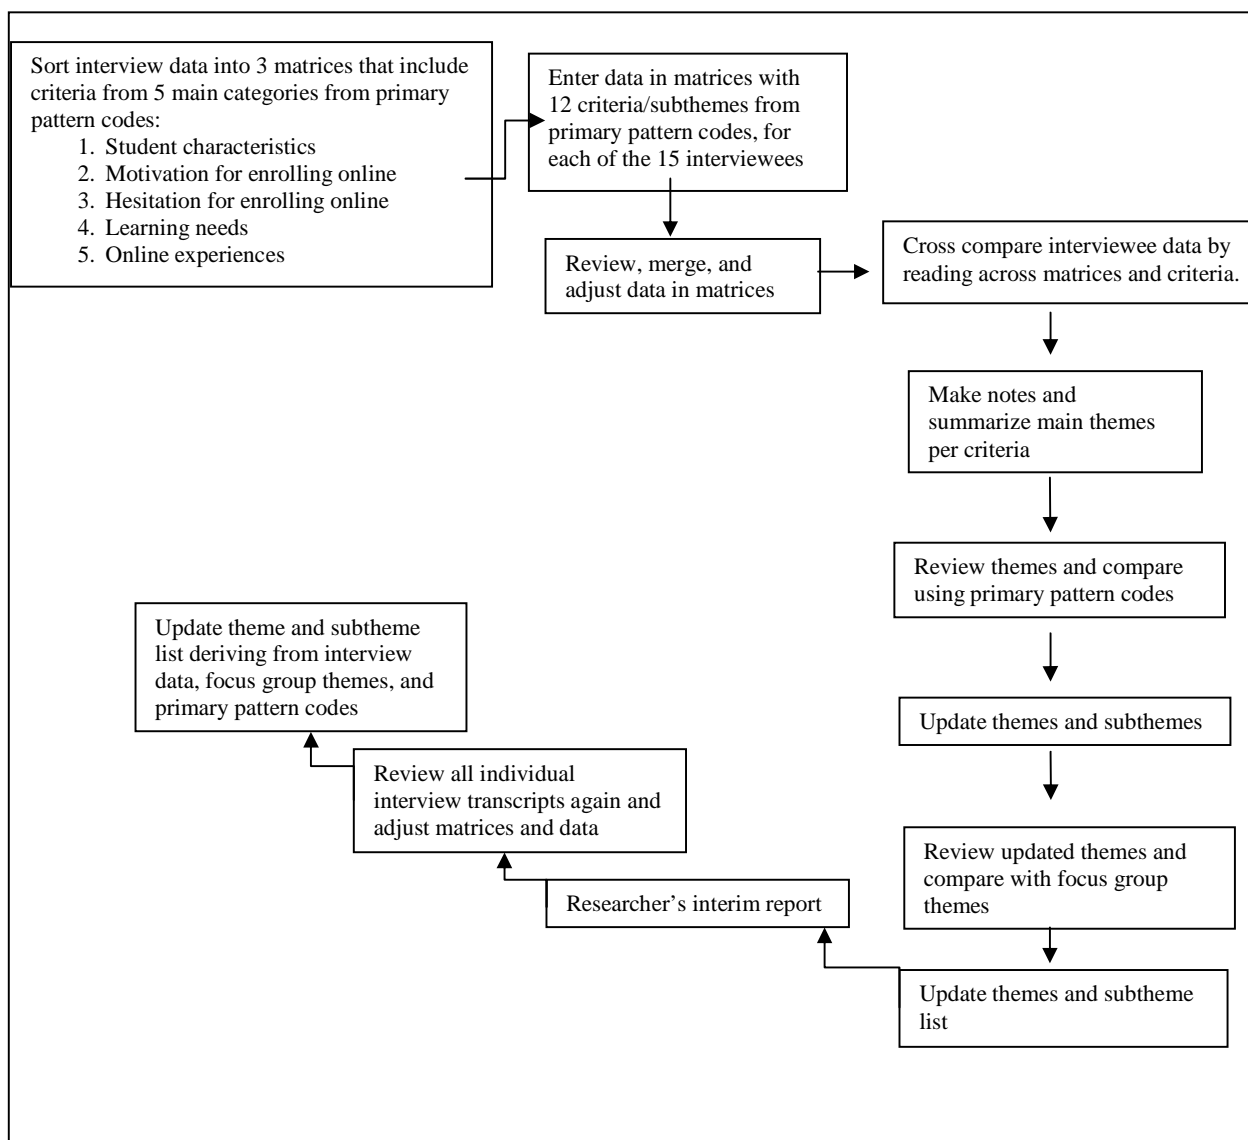 Sort interview data into 3 matrices that include
criteria from 5 main categories from primary
pattern codes:
1. Student characteristics
2. Motivation for enrolling online
3. Hesitation for enrolling online
4. Learning needs
5. Online experiences
Enter data in matrices with
12 criteria/subthemes from
primary pattern codes, for
each of the 15 interviewees
Review, merge, and
adjust data in matrices
Cross compare interviewee data by
reading across matrices and criteria.
Make notes and
summarize main themes
per criteria
Review themes and compare
using primary pattern codes
Update themes and subthemes
Review updated themes and
compare with focus group
themes
Update themes and subtheme
list
Researcher’s interim report
Review all individual
interview transcripts again and
adjust matrices and data
Update theme and subtheme
list deriving from interview
data, focus group themes, and
primary pattern codes